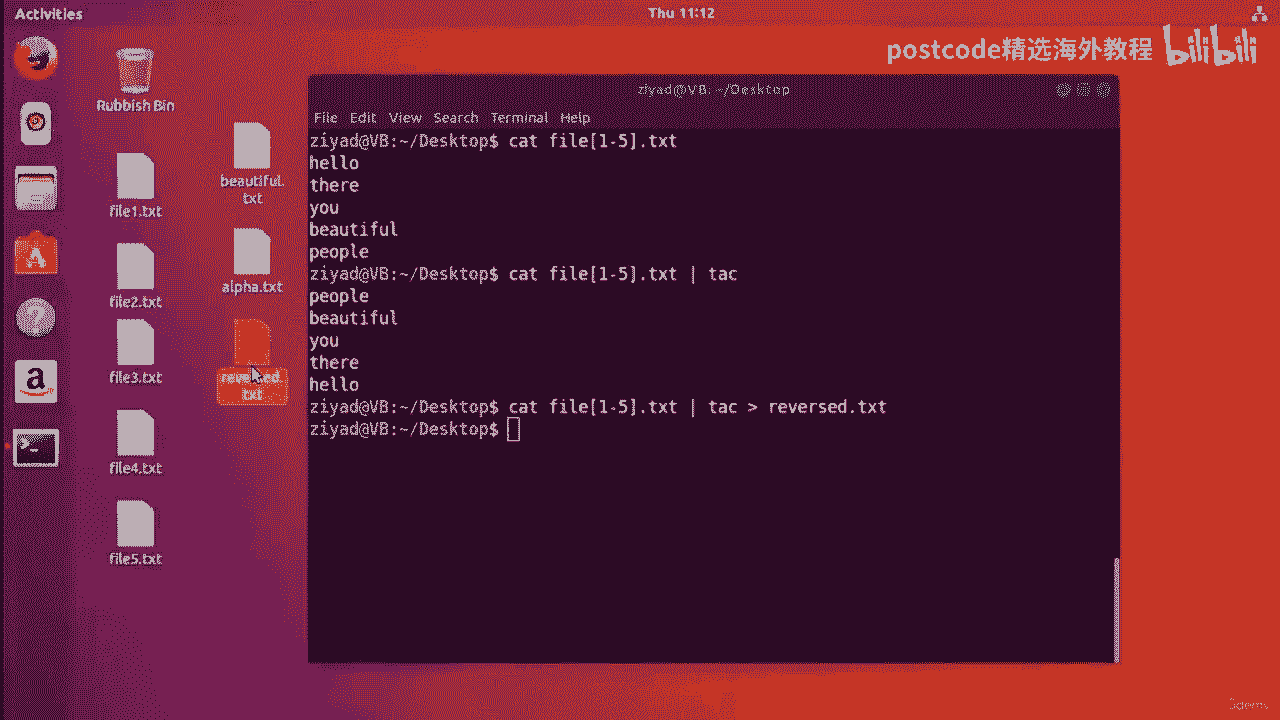 Activities
Thu 11:12
postcode精选海外教程 bilibili
Rubbish Bin
file1.txt
file2.txt
file3.txt
file4.txt
file5.txt
beautiful.
txt
alpha.txt
reversed.
txt
ziyad@VB: ~/Desktop
File Edit View Search Terminal Help
ziyad@VB:~/Desktop$ cat file[1-5].txt
hello
there
you
beautiful
people
ziyad@VB:~/Desktop$ cat file[1-5].txt | tac
people
beautiful
you
there
hello
ziyad@VB:~/Desktop$ cat file[1-5].txt | tac > reversed.txt
ziyad@VB:~/Desktop$
Udemy